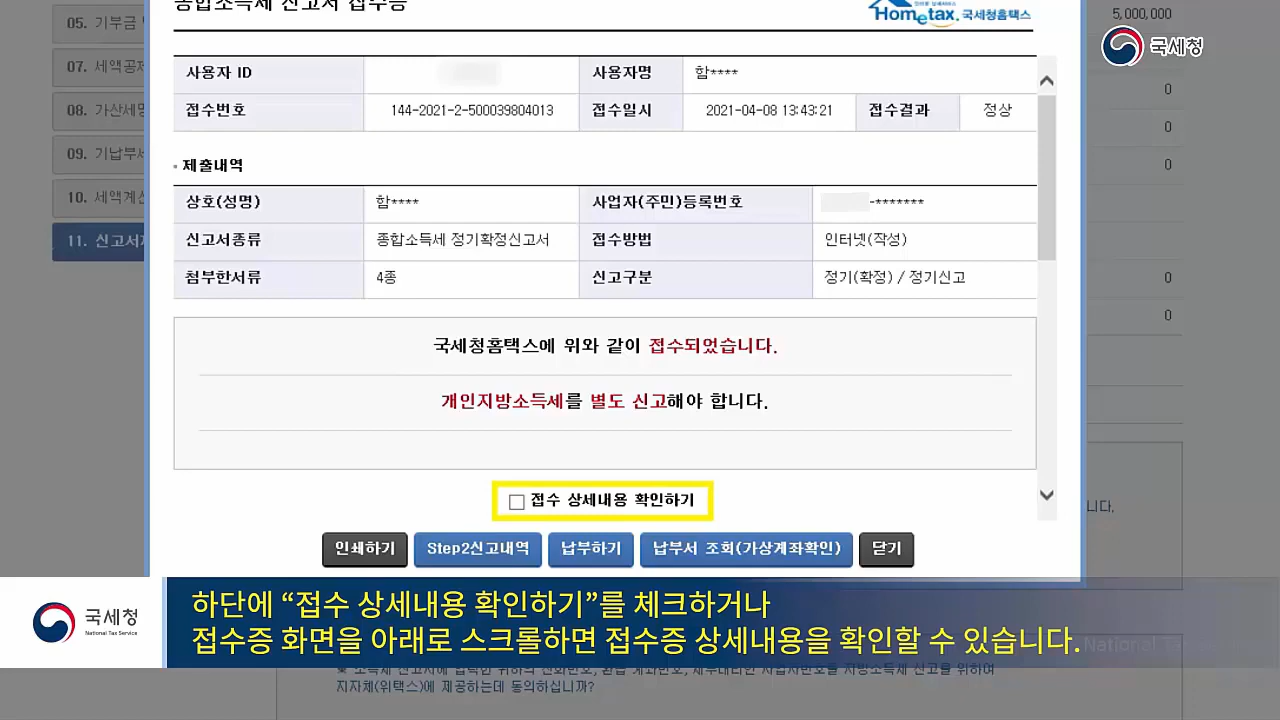 종합소득세 신고서 접수증
Hometax. 국세청홈택스
5,000,000
국세청
05. 기부금
07. 세액공제
08. 가산세명
09. 기납부세
10. 세액계산
11. 신고서제
사용자 ID 사용자명 함****
접수번호 144-2021-2-500039804013 접수일시 2021-04-08 13:43:21 접수결과 정상
0
0
0
제출내역
상호(성명) 함**** 사업자(주민)등록번호 -*******
신고서종류 종합소득세 정기확정신고서 접수방법 인터넷(작성)
첨부한서류 4종 신고구분 정기(확정) / 정기신고
0
0
국세청홈택스에 위와 같이 접수되었습니다.
개인지방소득세를 별도 신고해야 합니다.
접수 상세내용 확인하기
니다.
인쇄하기 Step2신고내역 납부하기 납부서 조회(가상계좌확인) 닫기
국세청
National Tax Service
하단에 “접수 상세내용 확인하기”를 체크하거나
접수증 화면을 아래로 스크롤하면 접수증 상세내용을 확인할 수 있습니다.
National T
지자체(위택스)에 제공하는데 동의하십니까?